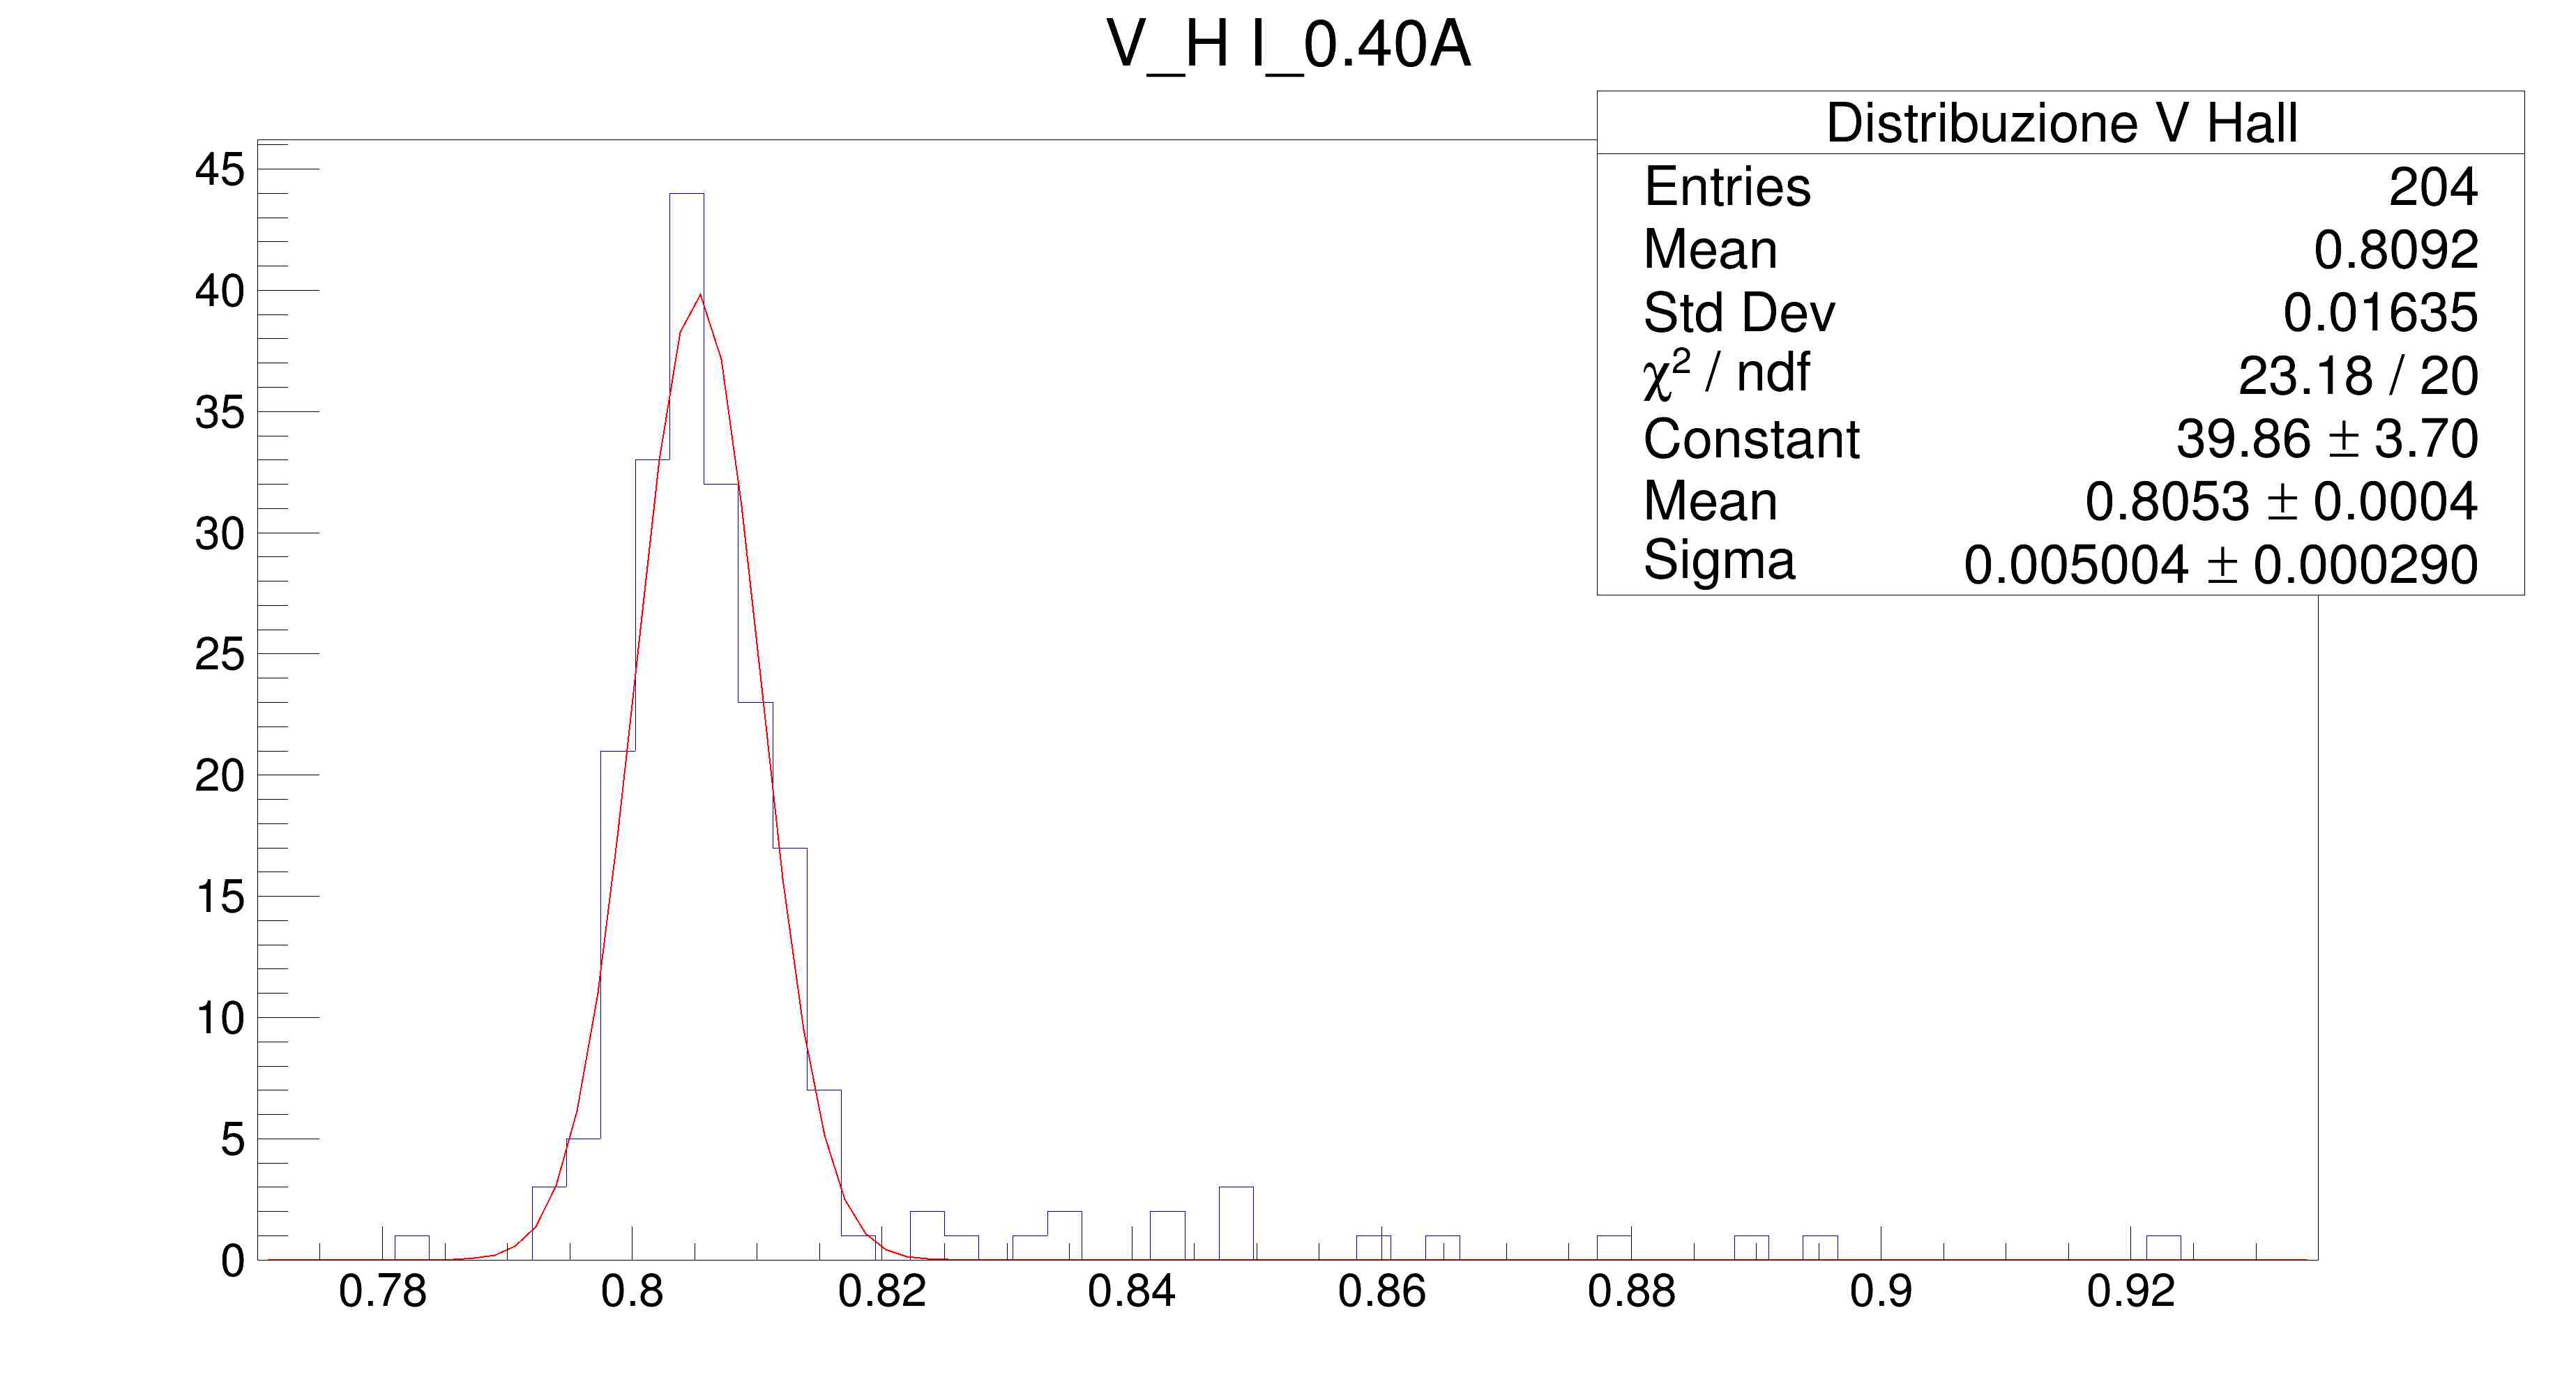 V_H I_0.40A
Distribuzione V Hall
Entries 204
Mean 0.8092
Std Dev 0.01635
χ² / ndf 23.18 / 20
Constant 39.86 ± 3.70
Mean 0.8053 ± 0.0004
Sigma 0.005004 ± 0.000290
45
40
35
30
25
20
15
10
5
0
0.78 0.8 0.82 0.84 0.86 0.88 0.9 0.92